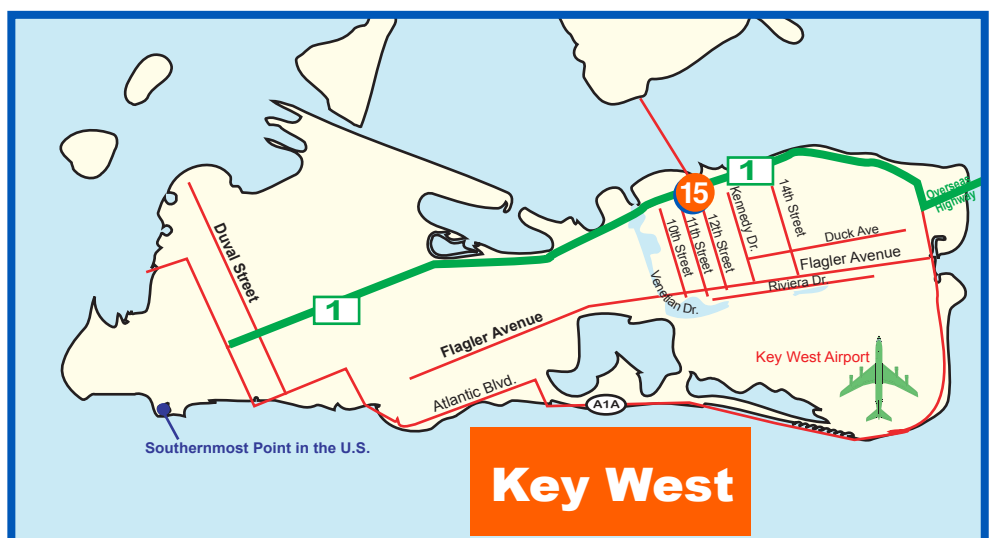 1
15
Overseas
Highway
Kennedy Dr.
14th Street
12th Street
11th Street
10th Street
Duck Ave
Duval Street
Flagler Avenue
Riviera Dr.
Venetian Dr.
1
Flagler Avenue
Key West Airport
Atlantic Blvd.
A1A
Southernmost Point in the U.S.
Key West